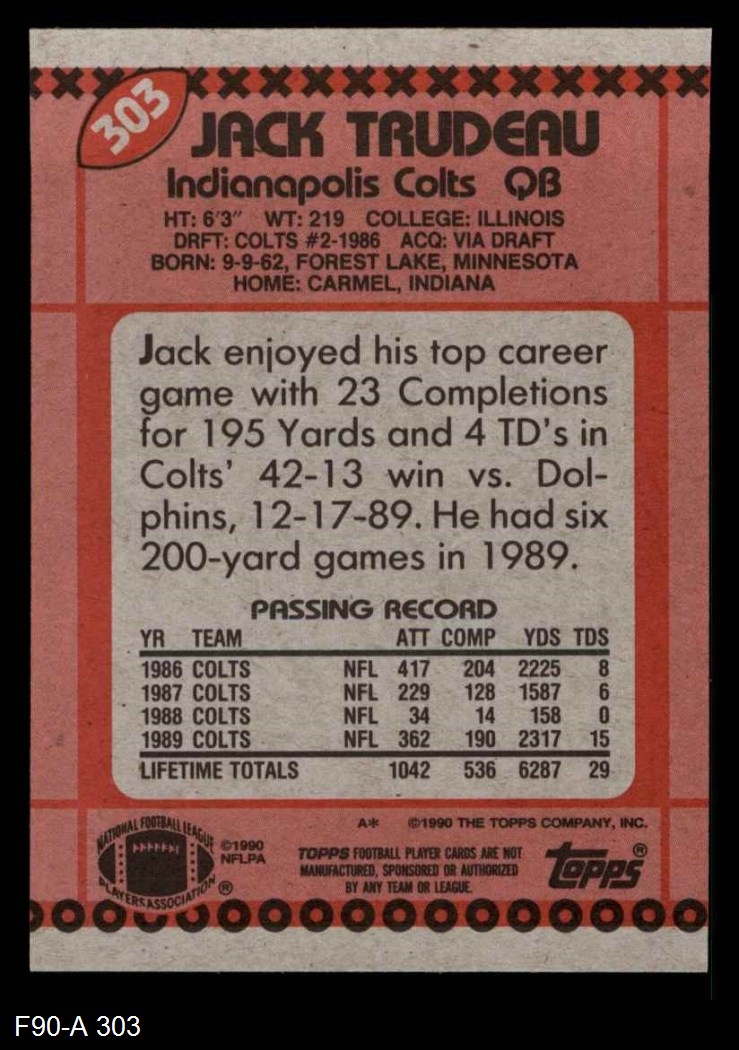 303
JACK TRUDEAU
Indianapolis Colts QB
HT: 6'3" WT: 219 COLLEGE: ILLINOIS
DRFT: COLTS #2-1986 ACQ: VIA DRAFT
BORN: 9-9-62, FOREST LAKE, MINNESOTA
HOME: CARMEL, INDIANA
Jack enjoyed his top career
game with 23 Completions
for 195 Yards and 4 TD's in
Colts' 42-13 win vs. Dol-
phins, 12-17-89. He had six
200-yard games in 1989.
PASSING RECORD
YR TEAM ATT COMP YDS TDS
1986 COLTS NFL 417 204 2225 8
1987 COLTS NFL 229 128 1587 6
1988 COLTS NFL 34 14 158 0
1989 COLTS NFL 362 190 2317 15
LIFETIME TOTALS 1042 536 6287 29
A* ©1990 THE TOPPS COMPANY, INC.
NATIONAL FOOTBALL LEAGUE
PLAYERS ASSOCIATION ®
©1990
NFLPA
TOPPS FOOTBALL PLAYER CARDS ARE NOT
MANUFACTURED, SPONSORED OR AUTHORIZED
BY ANY TEAM OR LEAGUE.
topps ®
F90-A 303